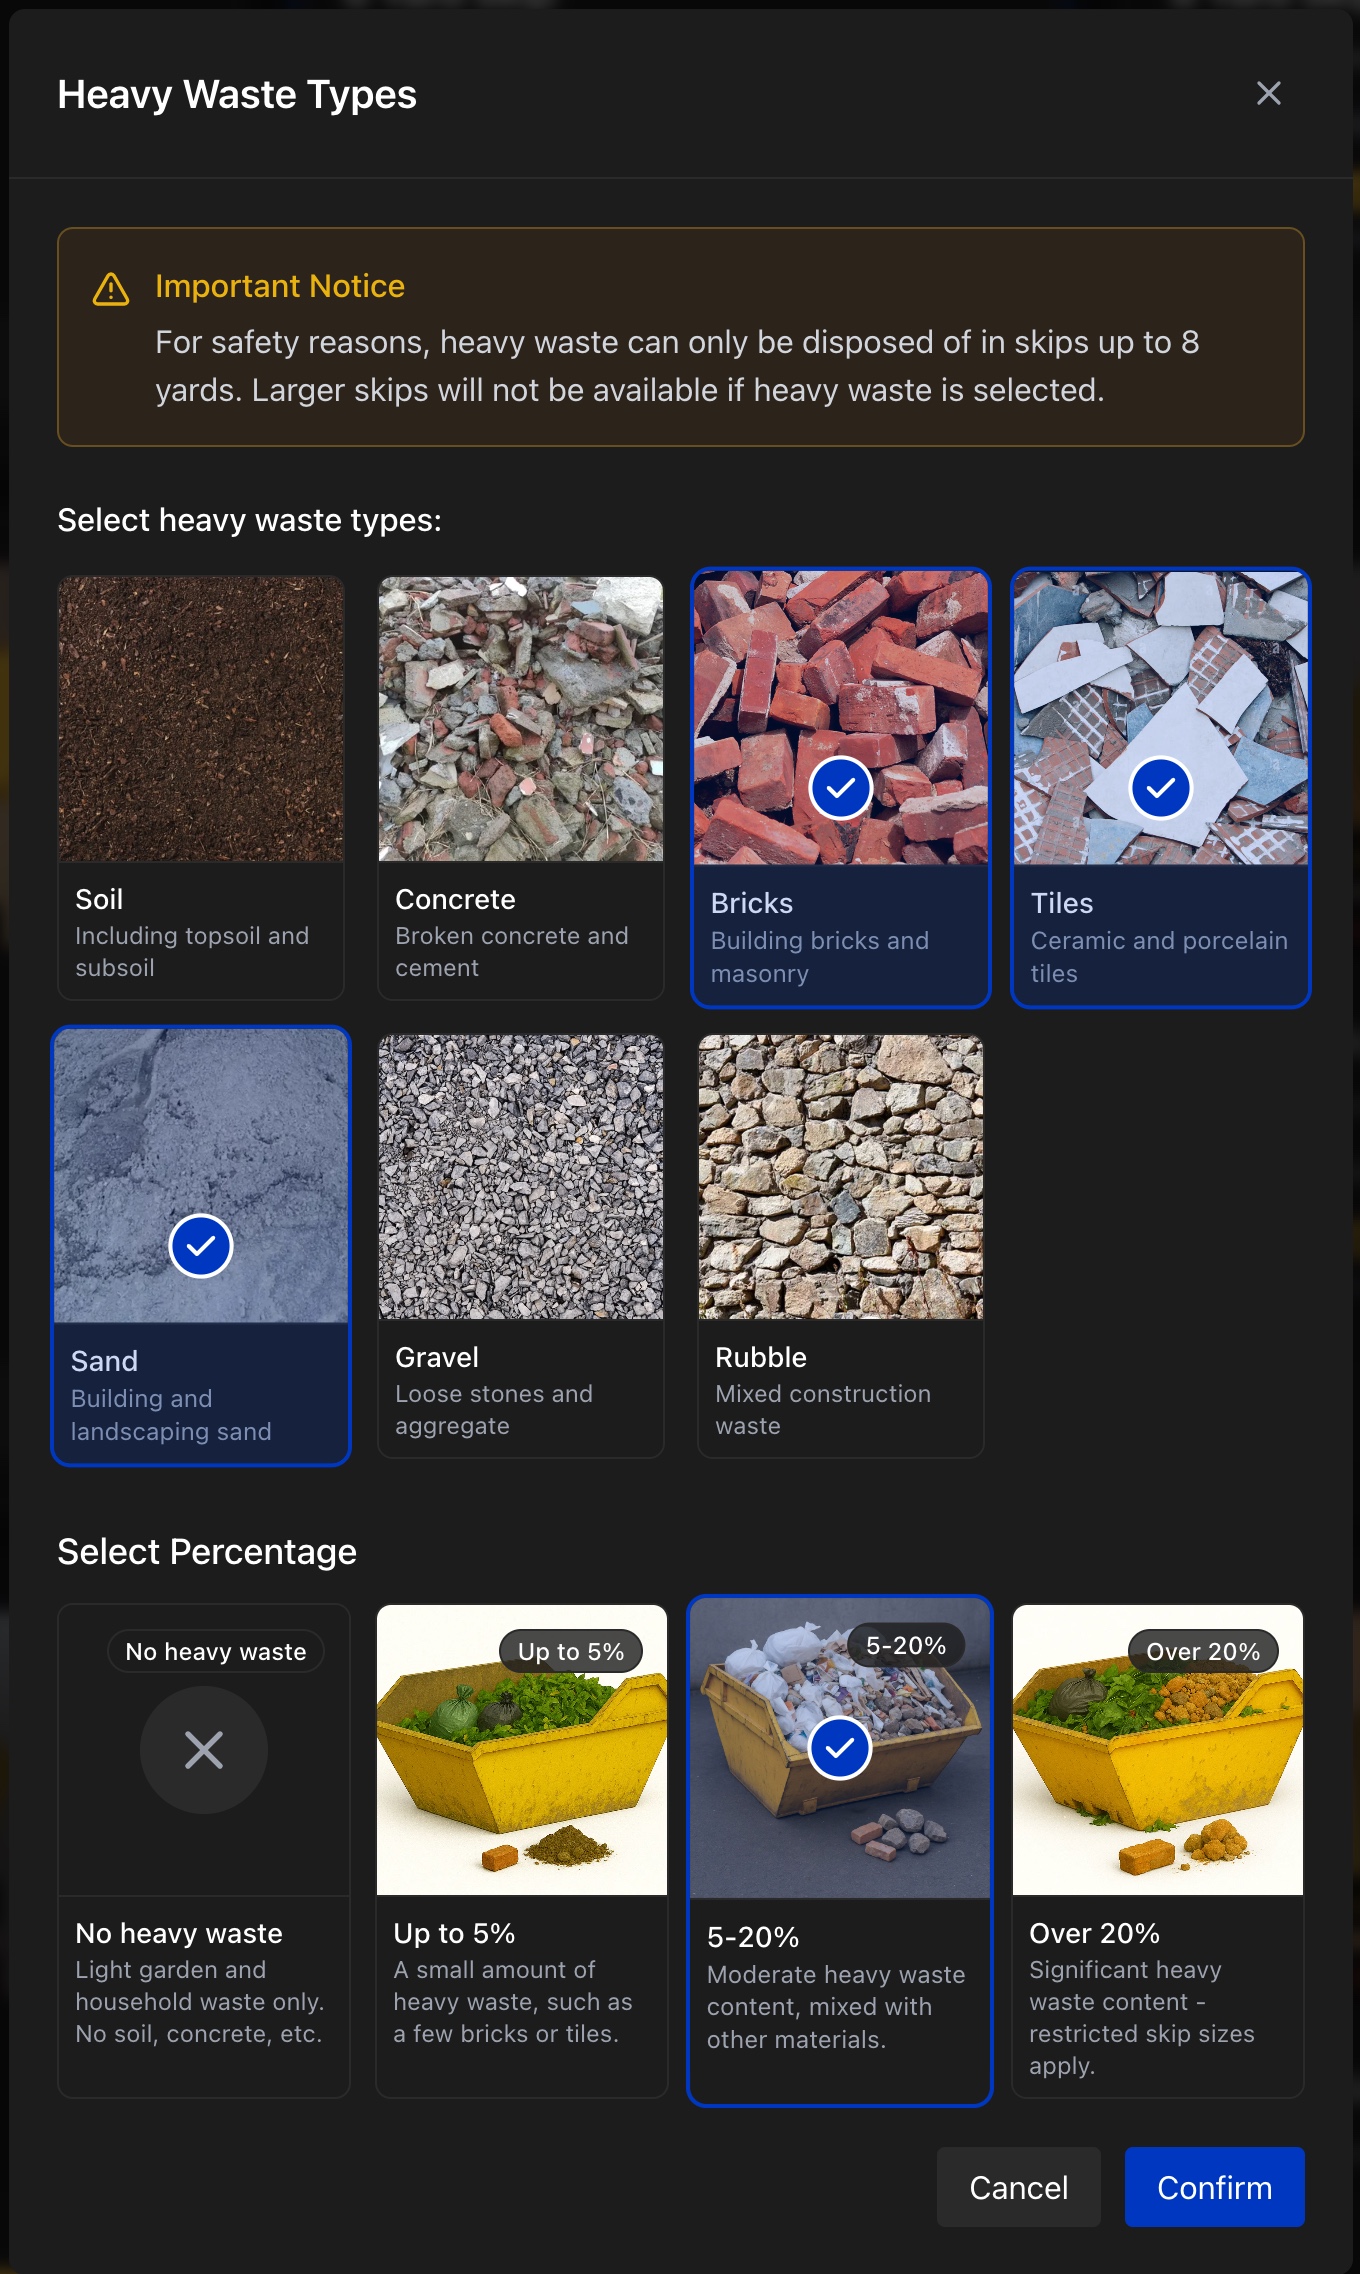 Heavy Waste Types
Important Notice
For safety reasons, heavy waste can only be disposed of in skips up to 8
yards. Larger skips will not be available if heavy waste is selected.
Select heavy waste types:
Soil
Including topsoil and
subsoil
Concrete
Broken concrete and
cement
Bricks
Building bricks and
masonry
Tiles
Ceramic and porcelain
tiles
Sand
Building and
landscaping sand
Gravel
Loose stones and
aggregate
Rubble
Mixed construction
waste
Select Percentage
No heavy waste
No heavy waste
Light garden and
household waste only.
No soil, concrete, etc.
Up to 5%
Up to 5%
A small amount of
heavy waste, such as
a few bricks or tiles.
5-20%
5-20%
Moderate heavy waste
content, mixed with
other materials.
Over 20%
Over 20%
Significant heavy
waste content -
restricted skip sizes
apply.
Cancel
Confirm